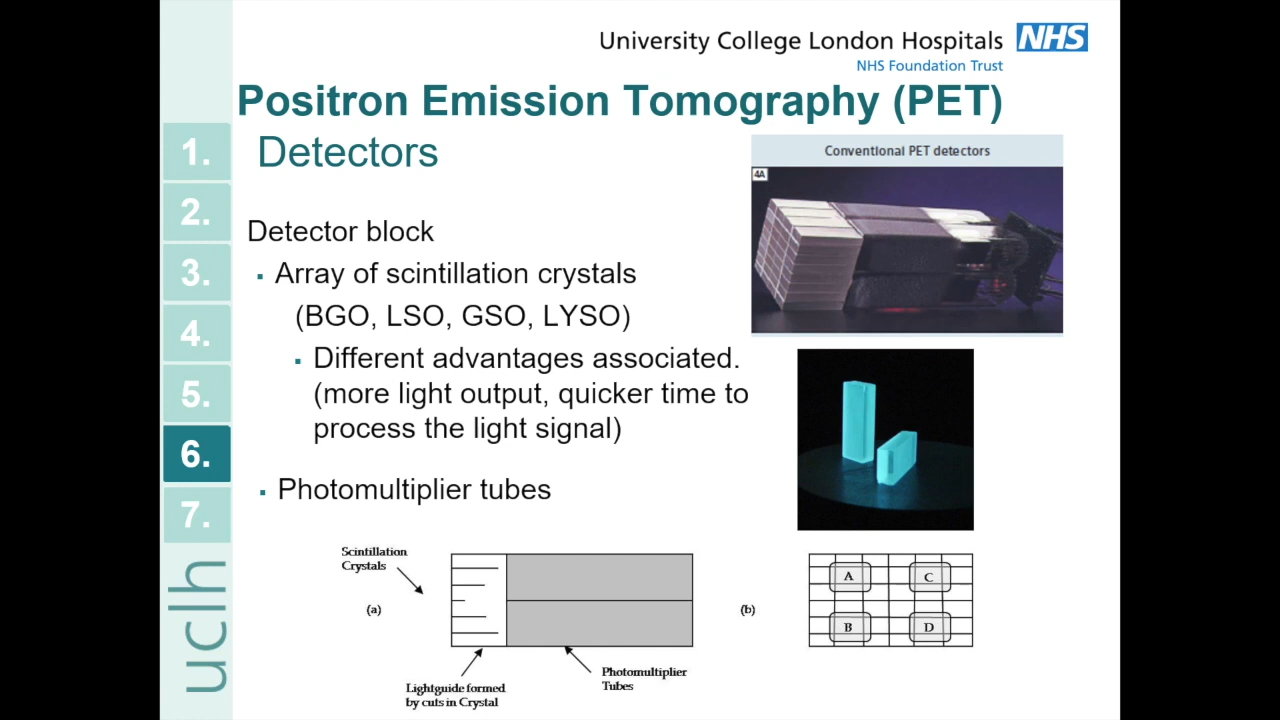 University College London Hospitals NHS
NHS Foundation Trust
Positron Emission Tomography (PET)
Detectors
1.
2.
3.
4.
5.
6.
7.
uclh
Detector block
▪ Array of scintillation crystals
(BGO, LSO, GSO, LYSO)
▪ Different advantages associated.
(more light output, quicker time to
process the light signal)
▪ Photomultiplier tubes
Conventional PET detectors
4A
Scintillation
Crystals
(a)
Lightguide formed
by cuts in Crystal
Photomultiplier
Tubes
(b)
A C
B D